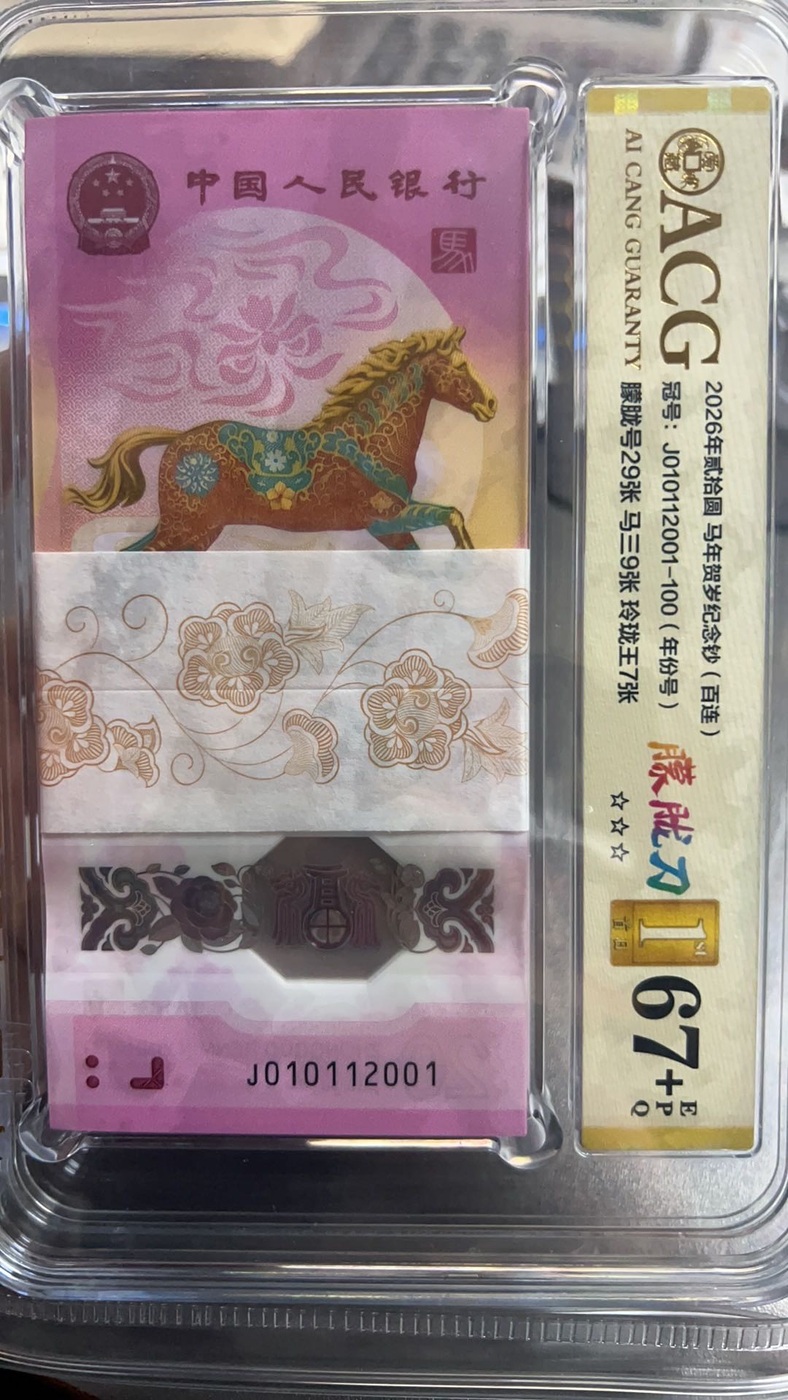 中国人民银行
馬
J010112001
ACG
AI CANG GUARANTY
2026年贰拾圆 马年贺岁纪念钞（百连）
冠号：J010112001-100（年份号）
朦胧号29张 马三9张 玲珑王7张
朦胧刀
☆☆☆
1ST
67+
EPQ